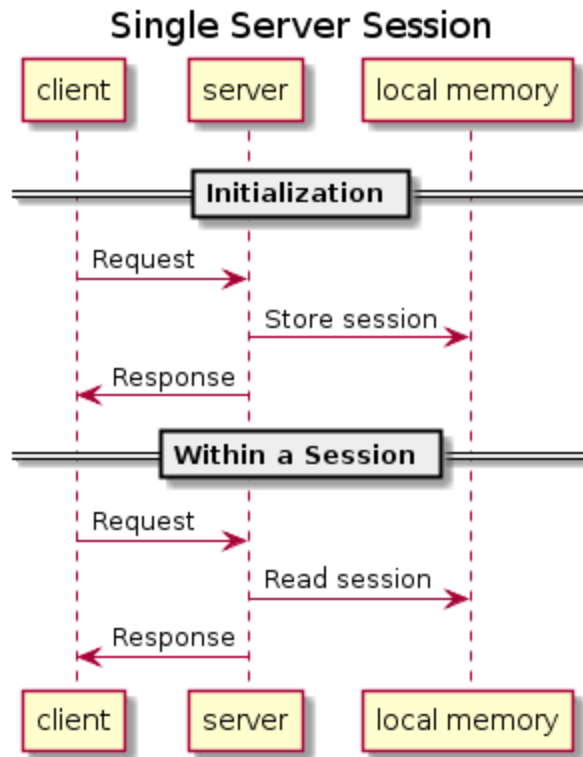 Single Server Session
client server local memory
Initialization
Request
Store session
Response
Within a Session
Request
Read session
Response
client server local memory